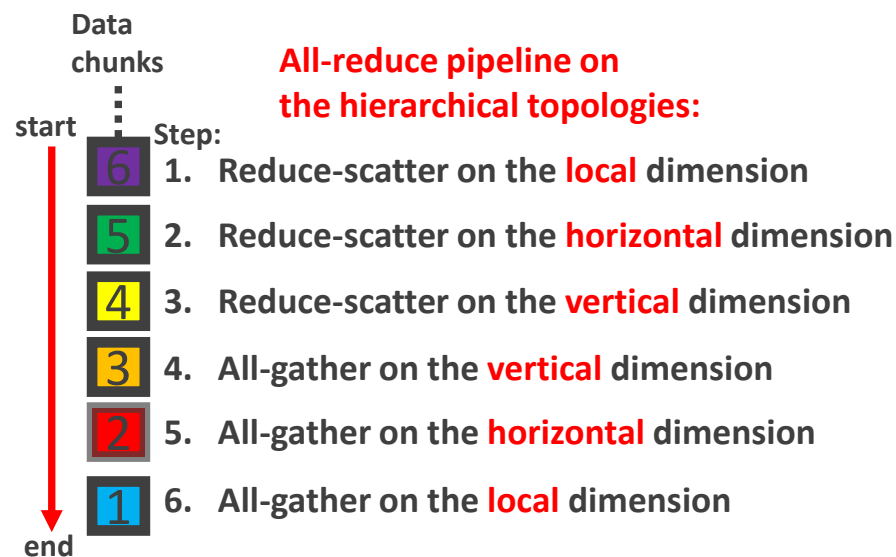 Data
chunks
All-reduce pipeline on
the hierarchical topologies:
start
Step:
6 1. Reduce-scatter on the local dimension
5 2. Reduce-scatter on the horizontal dimension
4 3. Reduce-scatter on the vertical dimension
3 4. All-gather on the vertical dimension
2 5. All-gather on the horizontal dimension
1 6. All-gather on the local dimension
end